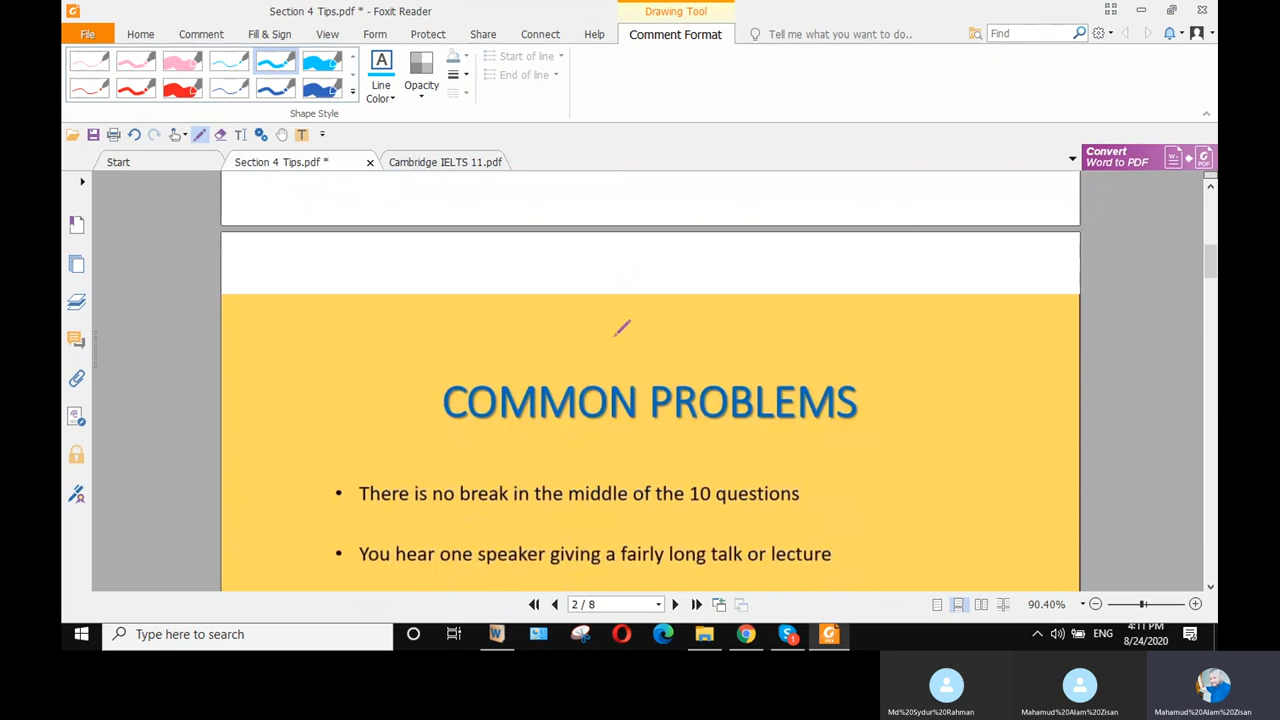 Section 4 Tips.pdf * - Foxit Reader
Drawing Tool
File Home Comment Fill & Sign View Form Protect Share Connect Help Comment Format Tell me what you want to do.. Find
A
Line Color
Opacity
Start of line
End of line
Shape Style
Start
Section 4 Tips.pdf *
Cambridge IELTS 11.pdf
Convert
Word to PDF
COMMON PROBLEMS
• There is no break in the middle of the 10 questions
• You hear one speaker giving a fairly long talk or lecture
2 / 8
90.40%
Type here to search
ENG
4:11 PM
8/24/2020
Md%20Sydur%20Rahman
Mahamud%20Alam%20Zisan
Mahamud%20Alam%20Zisan